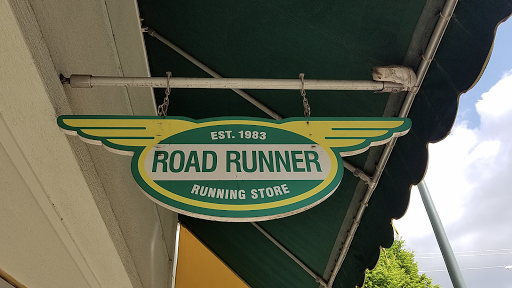 EST. 1983
ROAD RUNNER
RUNNING STORE